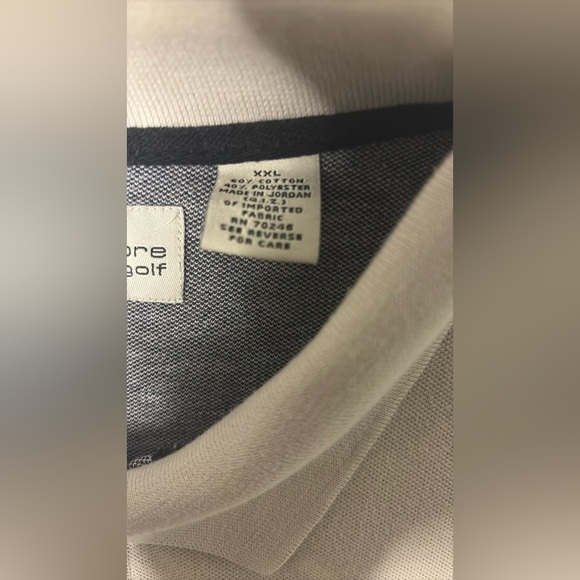 XXL
60% COTTON
40% POLYESTER
MADE IN JORDAN
(Q.I.Z.)
OF IMPORTED
FABRIC
RN 70246
SEE REVERSE
FOR CARE
ore
golf